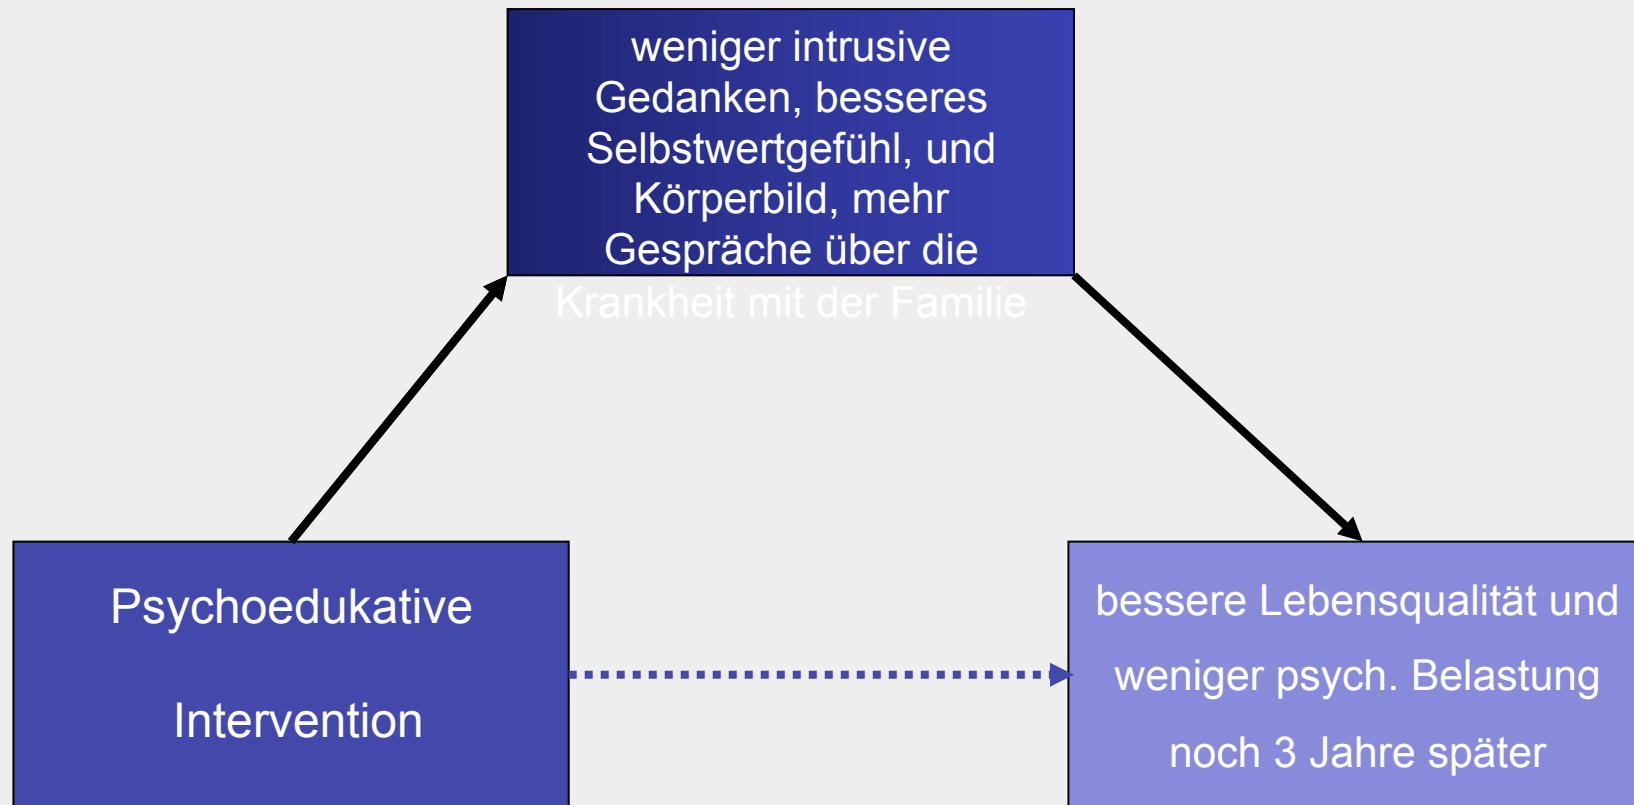 weniger intrusive
Gedanken, besseres
Selbstwertgefühl, und
Körperbild, mehr
Gespräche über die
Krankheit mit der Familie
Psychoedukative
Intervention
bessere Lebensqualität und
weniger psych. Belastung
noch 3 Jahre später